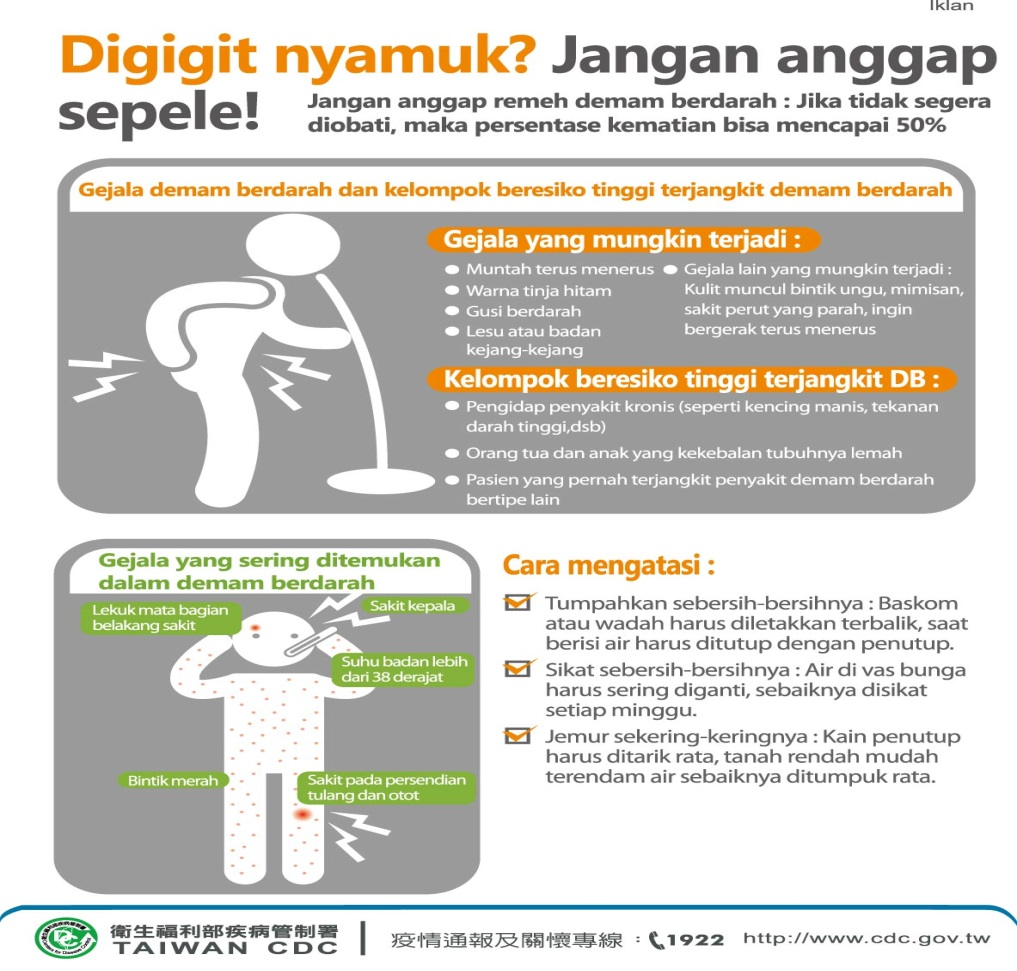 Iklan
Digigit nyamuk? Jangan anggap
sepele!
Jangan anggap remeh demam berdarah : Jika tidak segera
diobati, maka persentase kematian bisa mencapai 50%
Gejala demam berdarah dan kelompok beresiko tinggi terjangkit demam berdarah
Gejala yang mungkin terjadi :
Muntah terus menerus
Warna tinja hitam
Gusi berdarah
Lesu atau badan
kejang-kejang
Gejala lain yang mungkin terjadi :
Kulit muncul bintik ungu, mimisan,
sakit perut yang parah, ingin
bergerak terus menerus
Kelompok beresiko tinggi terjangkit DB :
Pengidap penyakit kronis (seperti kencing manis, tekanan
darah tinggi,dsb)
Orang tua dan anak yang kekebalan tubuhnya lemah
Pasien yang pernah terjangkit penyakit demam berdarah
bertipe lain
Gejala yang sering ditemukan
dalam demam berdarah
Lekuk mata bagian
belakang sakit
Sakit kepala
Suhu badan lebih
dari 38 derajat
Bintik merah
Sakit pada persendian
tulang dan otot
Cara mengatasi :
Tumpahkan sebersih-bersihnya : Baskom
atau wadah harus diletakkan terbalik, saat
berisi air harus ditutup dengan penutup.
Sikat sebersih-bersihnya : Air di vas bunga
harus sering diganti, sebaiknya disikat
setiap minggu.
Jemur sekering-keringnya : Kain penutup
harus ditarik rata, tanah rendah mudah
terendam air sebaiknya ditumpuk rata.
衛生福利部疾病管制署
TAIWAN CDC
疫情通報及關懷專線 : 1922 http://www.cdc.gov.tw